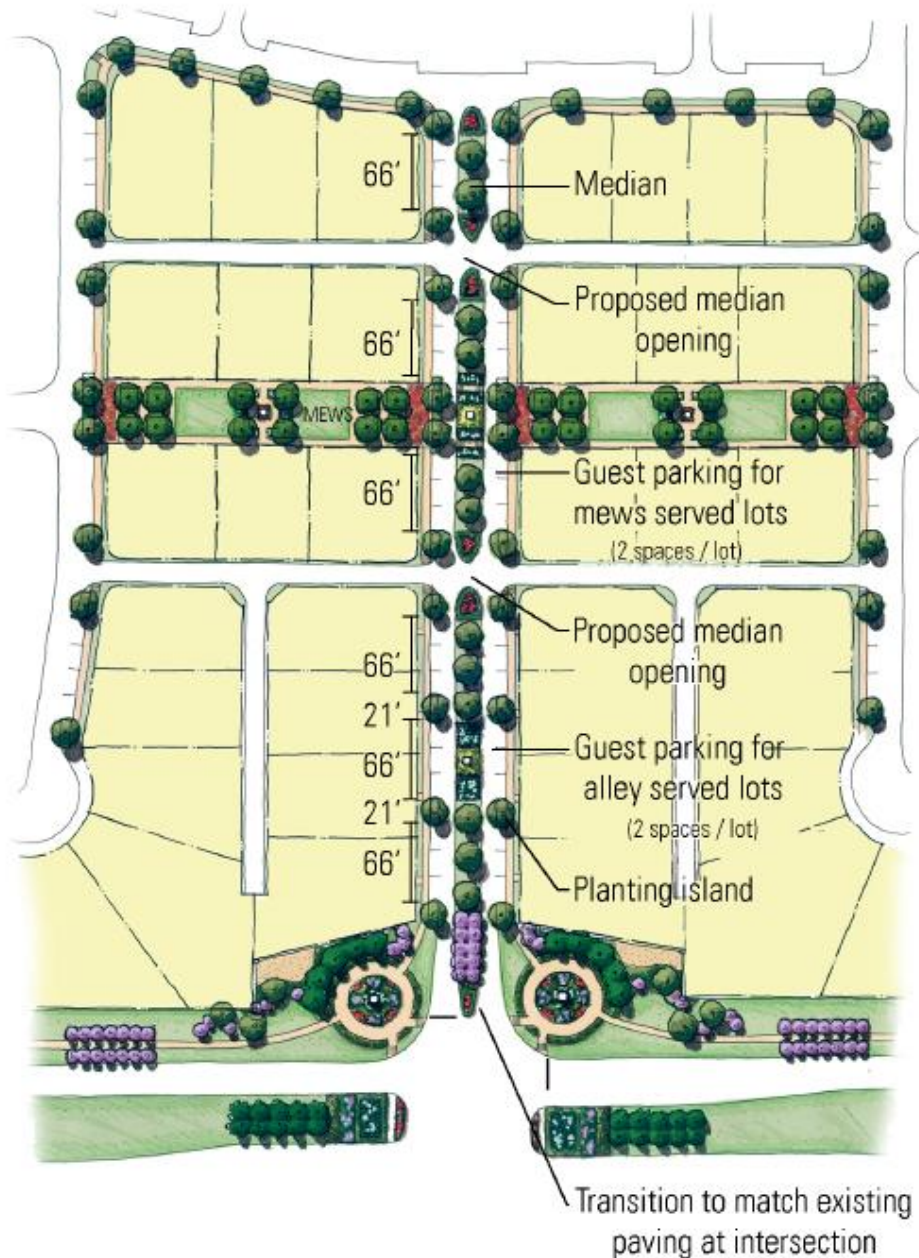 66’
Median
Proposed median
opening
66’
MEWS
66’
Guest parking for
mews served lots
(2 spaces / lot)
Proposed median
opening
66’
21’
66’
Guest parking for
alley served lots
(2 spaces / lot)
21’
66’
Planting island
Transition to match existing
paving at intersection